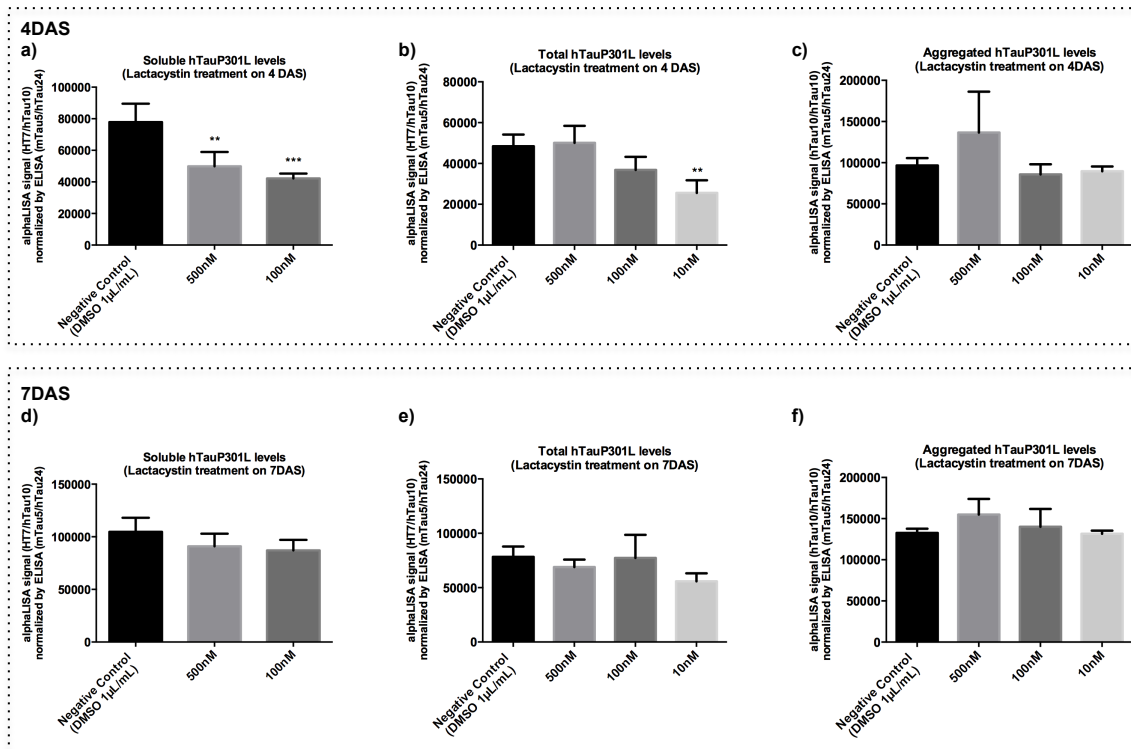 4DAS
a)
Soluble hTauP301L levels
(Lactacystin treatment on 4 DAS)
alphaLISA signal (HT7/hTau10)
normalized by ELISA (mTau5/hTau24)
100000
80000
60000
40000
20000
0
**
***
Negative Control
(DMSO 1µL/mL)
500nM
100nM
b)
Total hTauP301L levels
(Lactacystin treatment on 4 DAS)
alphaLISA signal (HT7/hTau10)
normalized by ELISA (mTau5/hTau24)
80000
60000
40000
20000
0
**
Negative Control
(DMSO 1µL/mL)
500nM
100nM
10nM
c)
Aggregated hTauP301L levels
(Lactacystin treatment on 4DAS)
alphaLISA signal (hTau10/hTau10)
normalized by ELISA (mTau5/hTau24)
200000
150000
100000
50000
0
Negative Control
(DMSO 1µL/mL)
500nM
100nM
10nM
7DAS
d)
Soluble hTauP301L levels
(Lactacystin treatment on 7DAS)
alphaLISA signal (HT7/hTau10)
normalized by ELISA (mTau5/hTau24)
150000
100000
50000
0
Negative Control
(DMSO 1µL/mL)
500nM
100nM
e)
Total hTauP301L levels
(Lactacystin treatment on 7DAS)
alphaLISA signal (HT7/hTau10)
normalized by ELISA (mTau5/hTau24)
150000
100000
50000
0
Negative Control
(DMSO 1µL/mL)
500nM
100nM
10nM
f)
Aggregated hTauP301L levels
(Lactacystin treatment on 7DAS)
alphaLISA signal (hTau10/hTau10)
normalized by ELISA (mTau5/hTau24)
200000
150000
100000
50000
0
Negative Control
(DMSO 1µL/mL)
500nM
100nM
10nM